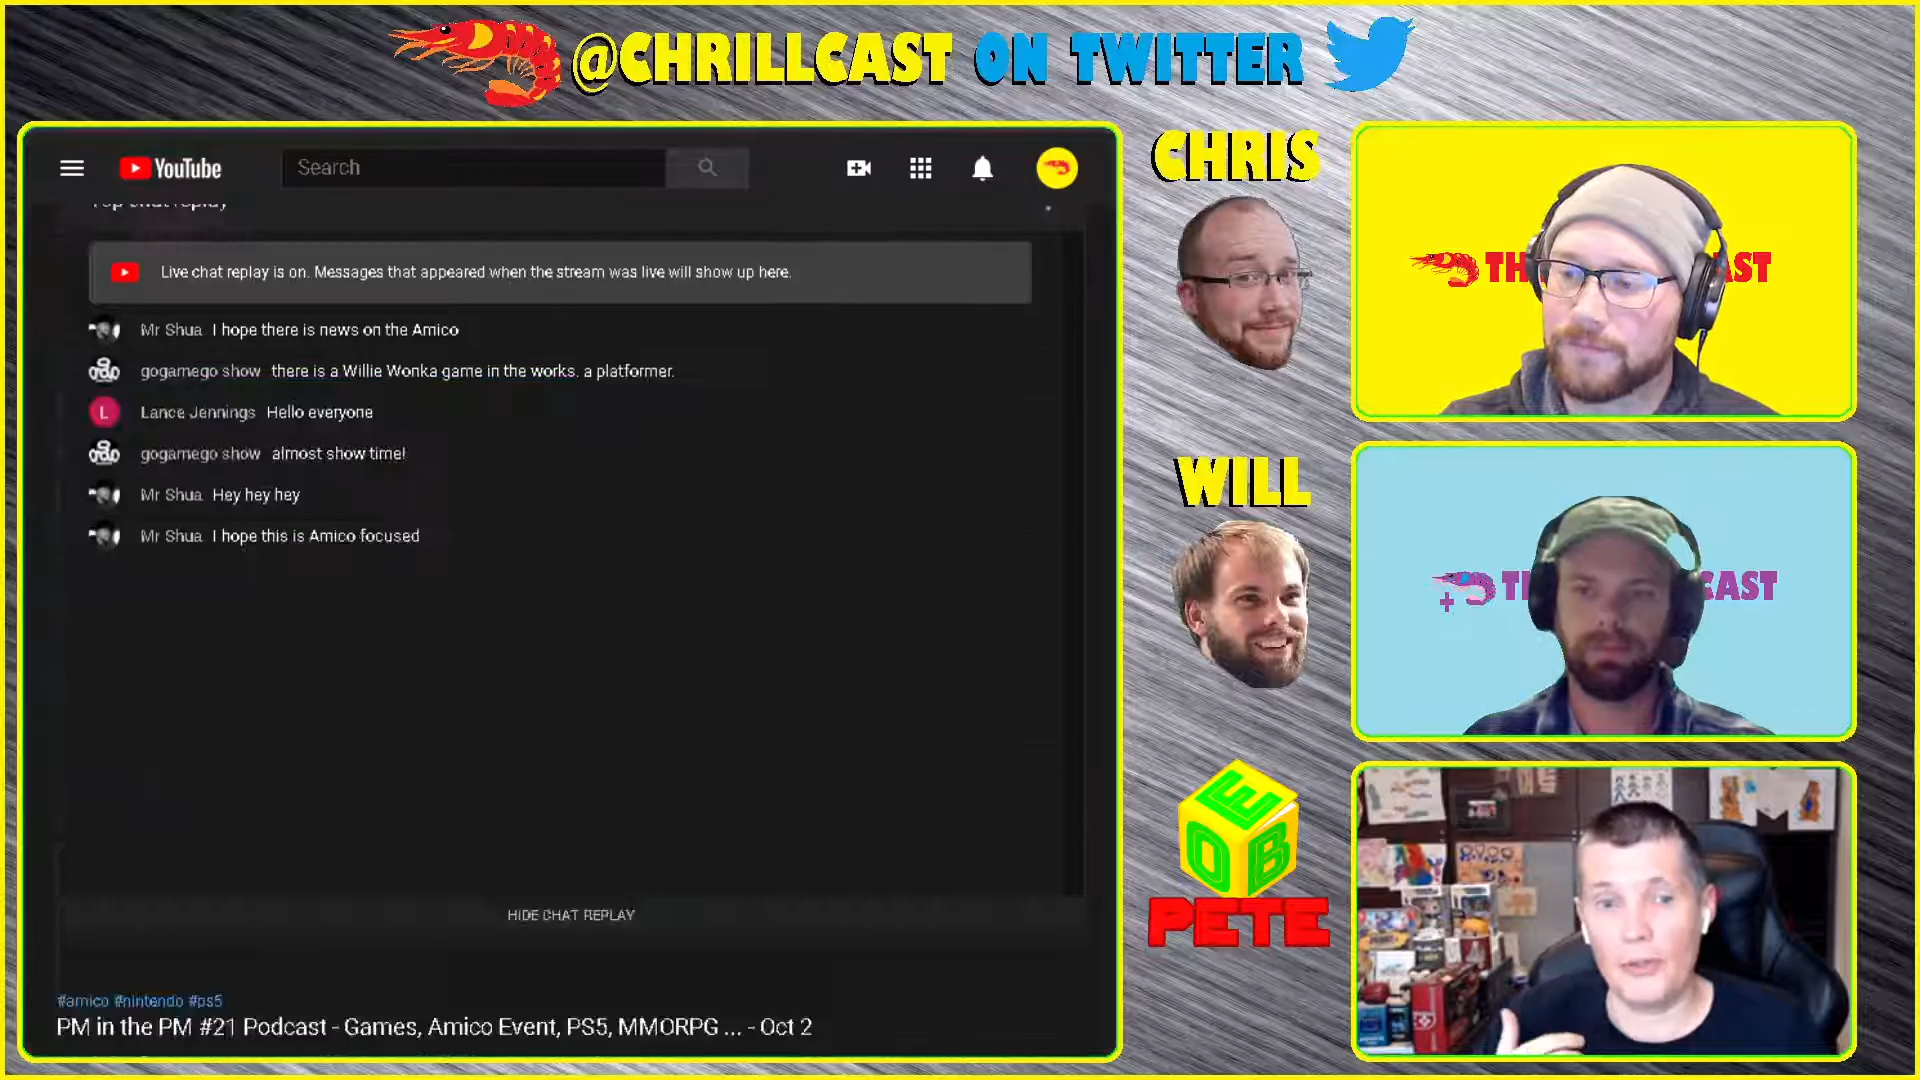 @CHRILLCAST ON TWITTER
YouTube
Search
Top chat replay
Live chat replay is on. Messages that appeared when the stream was live will show up here.
Mr Shua I hope there is news on the Amico
gogamego show there is a Willie Wonka game in the works. a platformer.
Lance Jennings Hello everyone
gogamego show almost show time!
Mr Shua Hey hey hey
Mr Shua I hope this is Amico focused
HIDE CHAT REPLAY
#amico #nintendo #ps5
PM in the PM #21 Podcast - Games, Amico Event, PS5, MMORPG ... - Oct 2
CHRIS
WILL
E
O B
PETE
L